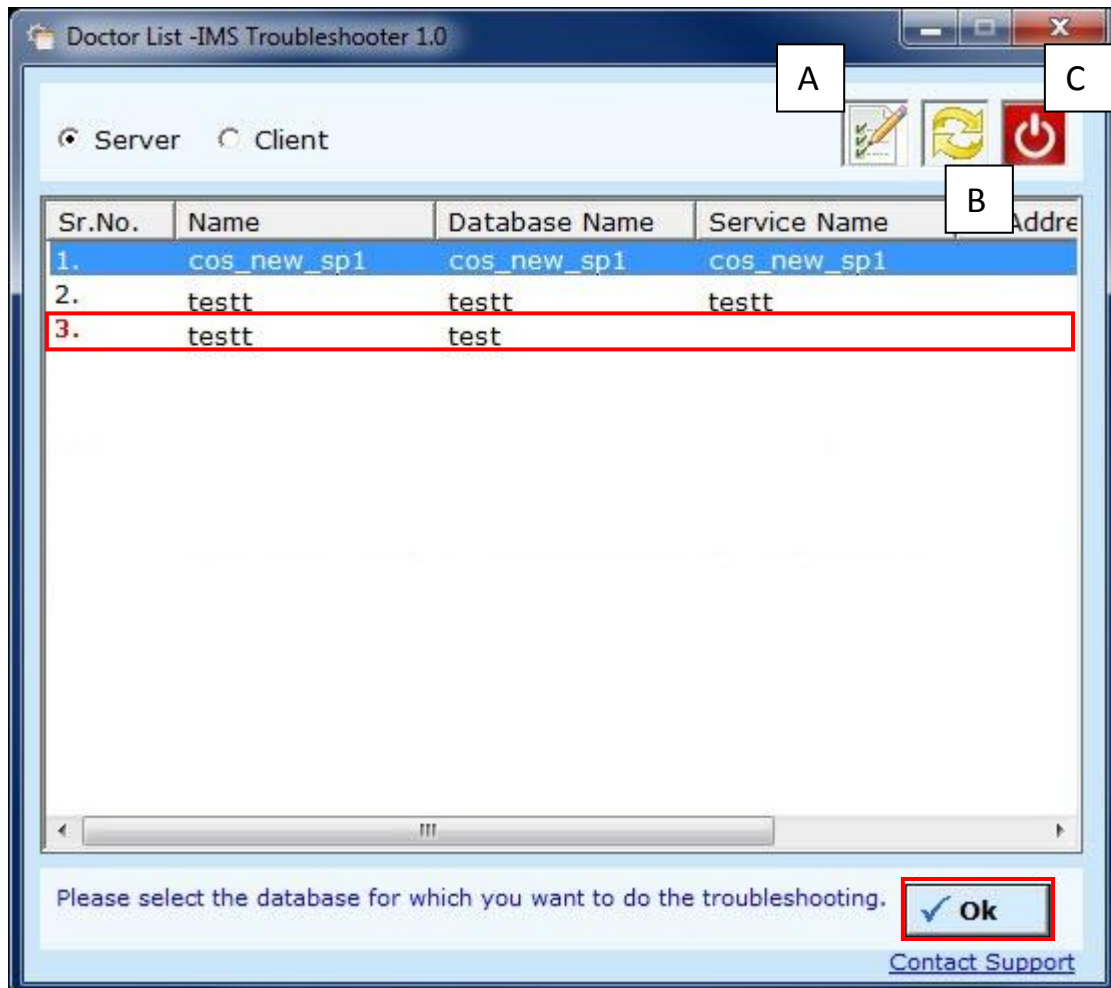 Doctor List -IMS Troubleshooter 1.0
A
C
Server Client
B
Sr.No. Name Database Name Service Name Addre
1. cos_new_sp1 cos_new_sp1 cos_new_sp1
2. testt testt testt
3. testt test
Please select the database for which you want to do the troubleshooting.
Ok
Contact Support